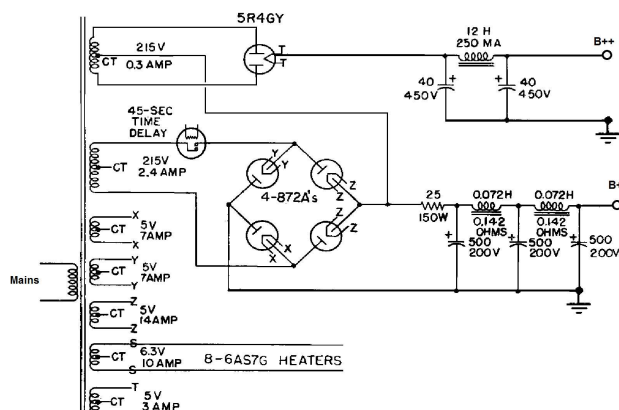 5R4GY
215V
CT
0.3 AMP
T
T
12 H
250 MA
B++
+
40
450V
+
40
450V
45-SEC
TIME
DELAY
215V
CT
2.4 AMP
Y
Y
Z
Z
4-872A's
X
X
Z
Z
25
150W
0.072H
0.142
OHMS
0.072H
0.142
OHMS
B+
+
500
200V
+
500
200V
+
500
200V
X
5V
CT
7AMP
X
Y
5V
CT
7AMP
Y
Mains
Z
5V
CT
14AMP
Z
S
6.3V
CT
10 AMP
S
8-6AS7G HEATERS
T
5V
CT
3 AMP